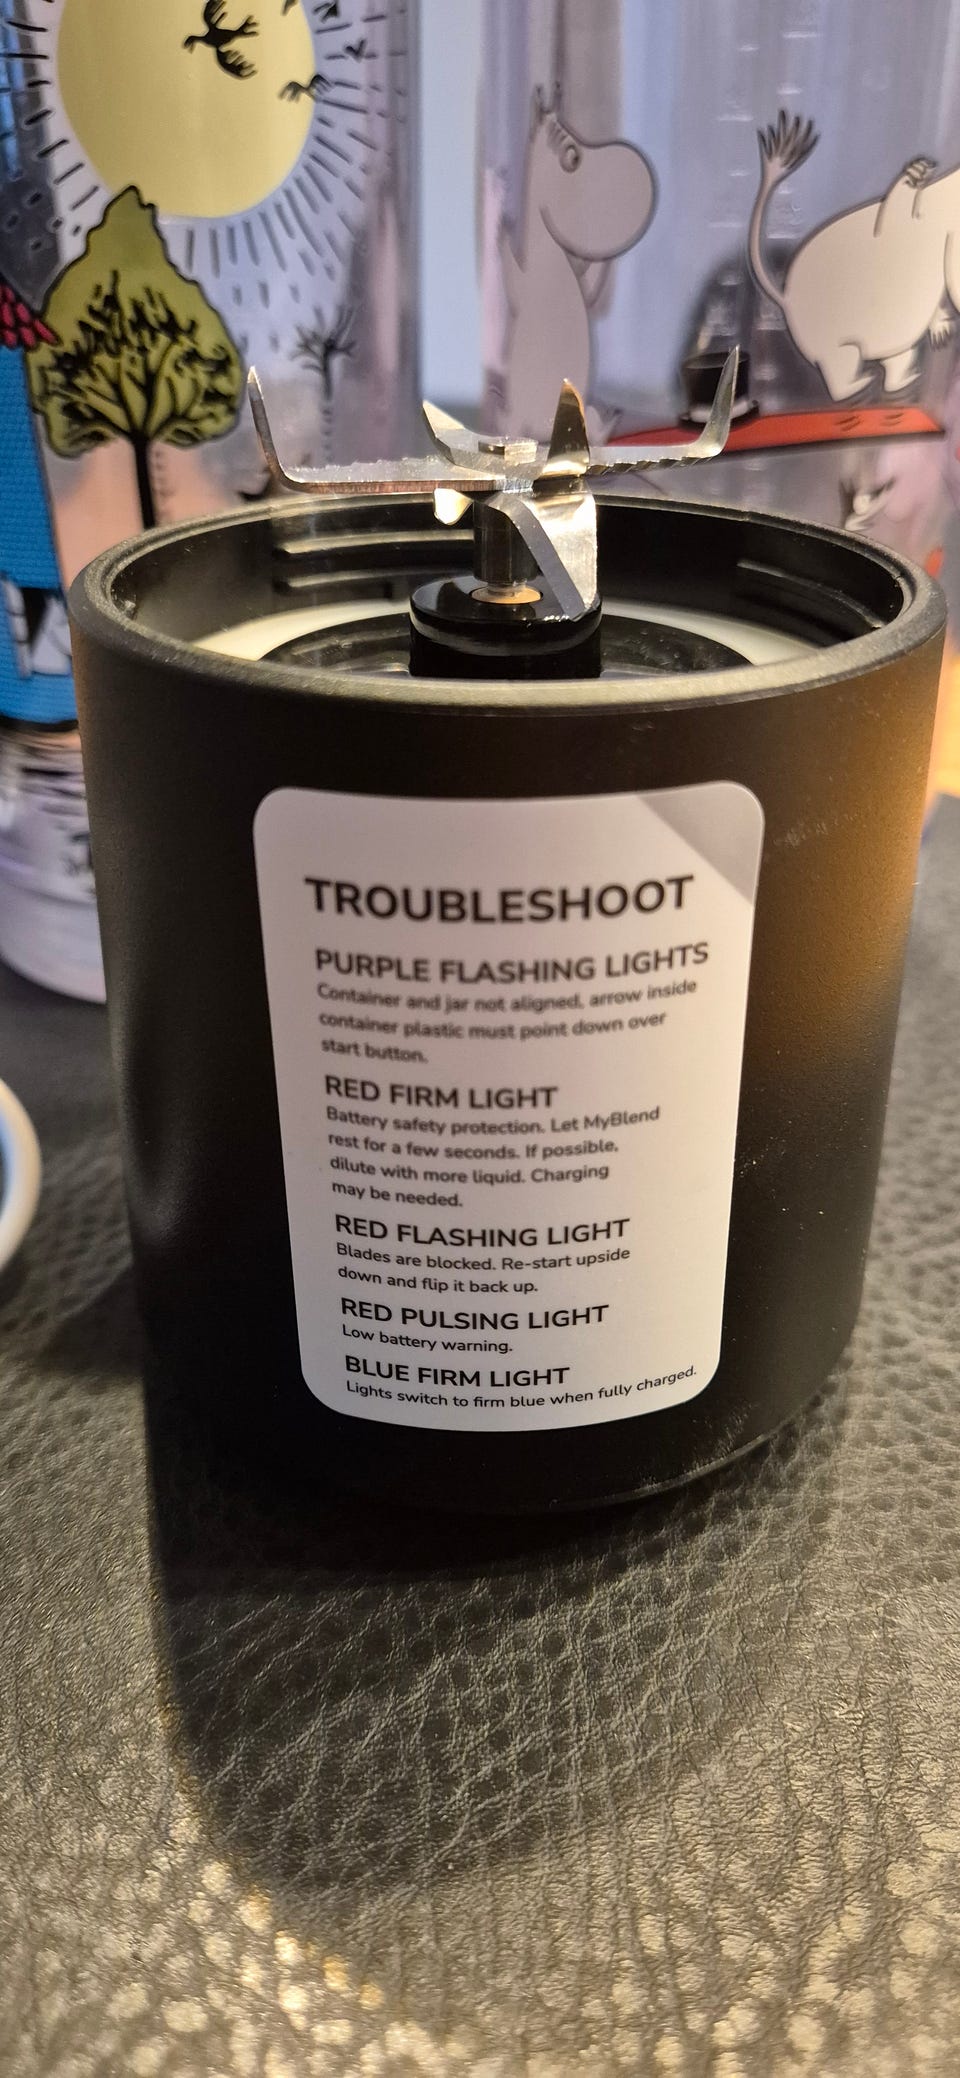 TROUBLESHOOT
PURPLE FLASHING LIGHTS
Container and jar not aligned, arrow inside
container plastic must point down over
start button.
RED FIRM LIGHT
Battery safety protection. Let MyBlend
rest for a few seconds. If possible,
dilute with more liquid. Charging
may be needed.
RED FLASHING LIGHT
Blades are blocked. Re-start upside
down and flip it back up.
RED PULSING LIGHT
Low battery warning.
BLUE FIRM LIGHT
Lights switch to firm blue when fully charged.